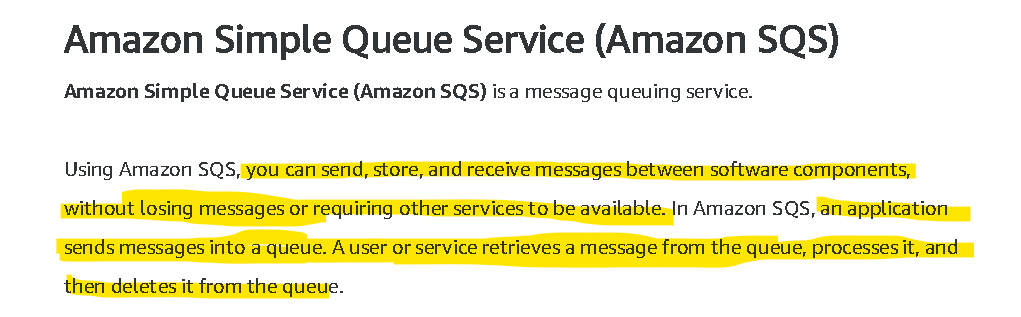 Amazon Simple Queue Service (Amazon SQS)
Amazon Simple Queue Service (Amazon SQS) is a message queuing service.
Using Amazon SQS, you can send, store, and receive messages between software components,
without losing messages or requiring other services to be available. In Amazon SQS, an application
sends messages into a queue. A user or service retrieves a message from the queue, processes it, and
then deletes it from the queue.